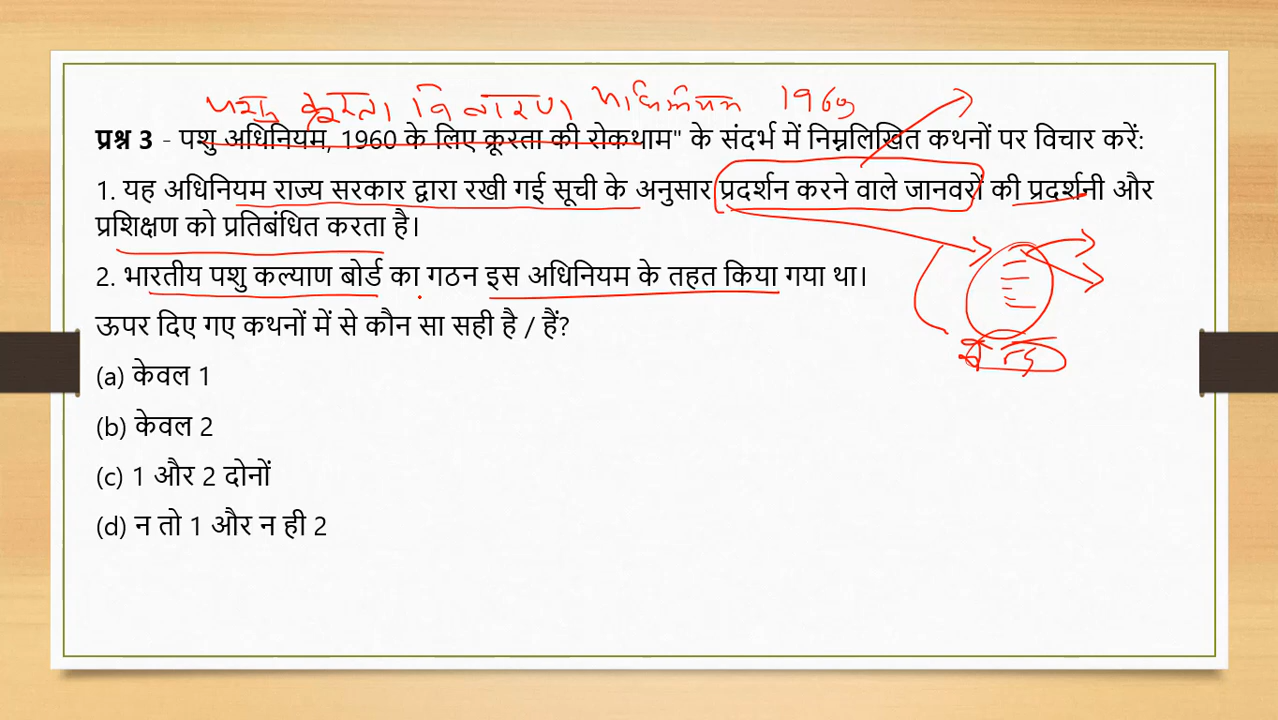 पशु क्रूरता निवारण अधिनियम 1960
प्रश्न 3 - पशु अधिनियम, 1960 के लिए क्रूरता की रोकथाम" के संदर्भ में निम्नलिखित कथनों पर विचार करें:
1. यह अधिनियम राज्य सरकार द्वारा रखी गई सूची के अनुसार प्रदर्शन करने वाले जानवरों की प्रदर्शनी और
प्रशिक्षण को प्रतिबंधित करता है।
2. भारतीय पशु कल्याण बोर्ड का गठन इस अधिनियम के तहत किया गया था।
ऊपर दिए गए कथनों में से कौन सा सही है / हैं?
(a) केवल 1
(b) केवल 2
(c) 1 और 2 दोनों
(d) न तो 1 और न ही 2